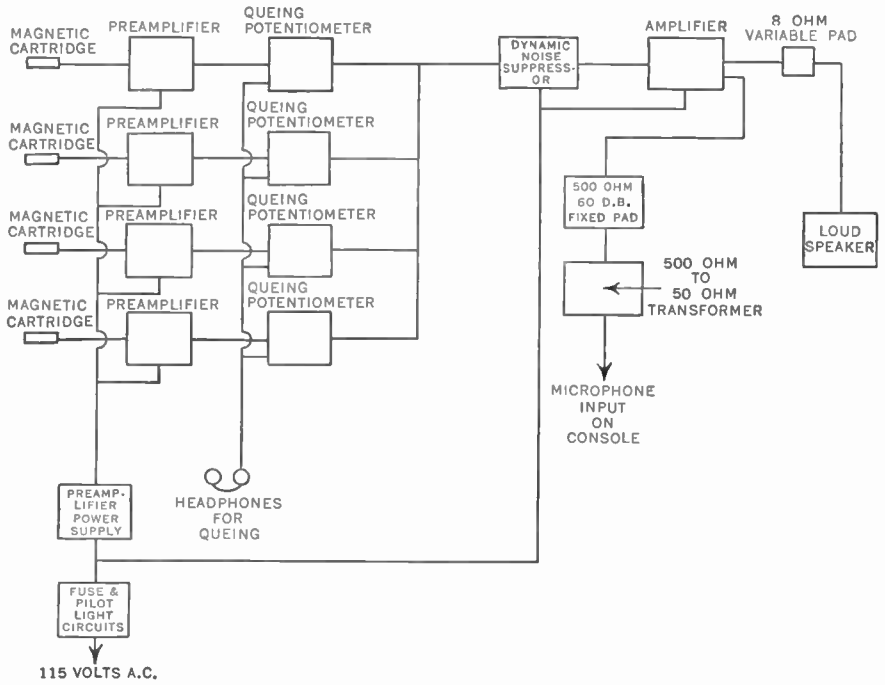 MAGNETIC
CARTRIDGE
PREAMPLIFIER
QUEING
POTENTIOMETER
DYNAMIC
NOISE
SUPPRESS-
OR
AMPLIFIER
8 OHM
VARIABLE PAD
MAGNETIC
CARTRIDGE
PREAMPLIFIER
QUEING
POTENTIOMETER
MAGNETIC
CARTRIDGE
PREAMPLIFIER
QUEING
POTENTIOMETER
500 OHM
60 D.B.
FIXED PAD
LOUD
SPEAKER
MAGNETIC
CARTRIDGE
PREAMPLIFIER
QUEING
POTENTIOMETER
500 OHM
TO
50 OHM
TRANSFORMER
MICROPHONE
INPUT
ON
CONSOLE
HEADPHONES
FOR
QUEING
PREAMP-
LIFIER
POWER
SUPPLY
FUSE &
PILOT
LIGHT
CIRCUITS
115 VOLTS A.C.